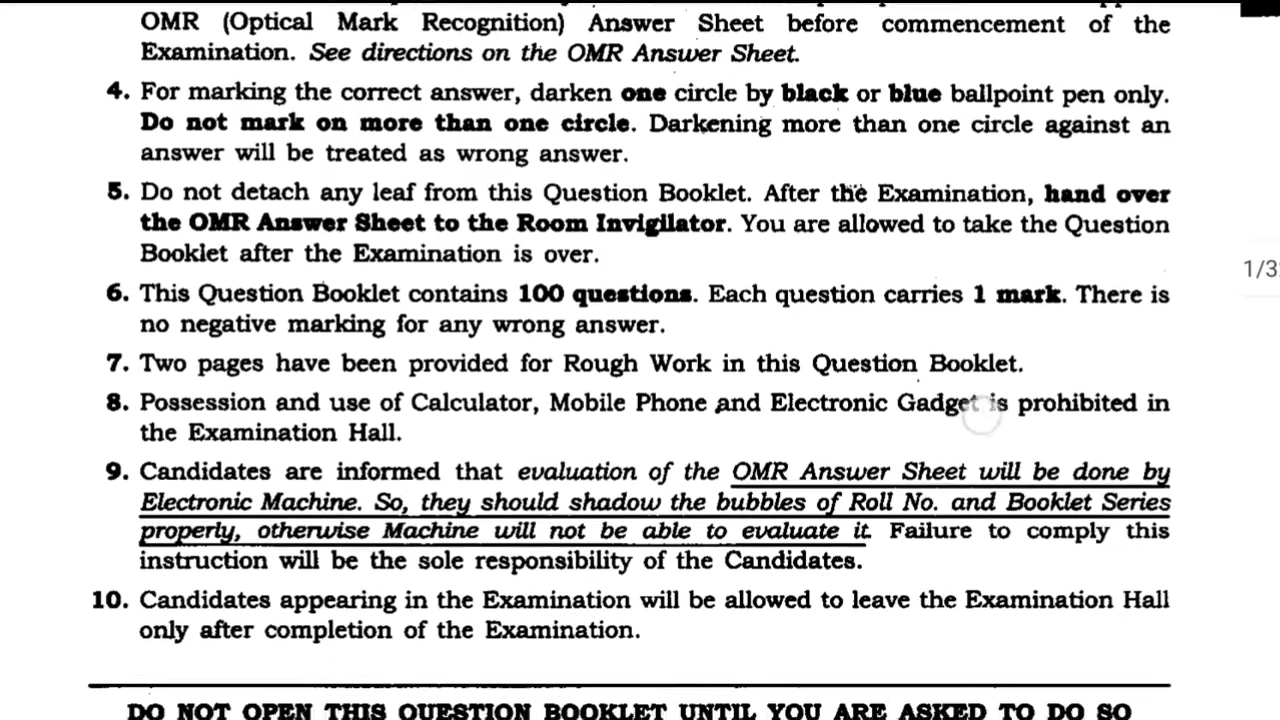 OMR (Optical Mark Recognition) Answer Sheet before commencement of the
Examination. See directions on the OMR Answer Sheet.
4. For marking the correct answer, darken one circle by black or blue ballpoint pen only.
Do not mark on more than one circle. Darkening more than one circle against an
answer will be treated as wrong answer.
5. Do not detach any leaf from this Question Booklet. After the Examination, hand over
the OMR Answer Sheet to the Room Invigilator. You are allowed to take the Question
Booklet after the Examination is over.
6. This Question Booklet contains 100 questions. Each question carries 1 mark. There is
no negative marking for any wrong answer.
7. Two pages have been provided for Rough Work in this Question Booklet.
8. Possession and use of Calculator, Mobile Phone and Electronic Gadget is prohibited in
the Examination Hall.
9. Candidates are informed that evaluation of the OMR Answer Sheet will be done by
Electronic Machine. So, they should shadow the bubbles of Roll No. and Booklet Series
properly, otherwise Machine will not be able to evaluate it. Failure to comply this
instruction will be the sole responsibility of the Candidates.
10. Candidates appearing in the Examination will be allowed to leave the Examination Hall
only after completion of the Examination.
DO NOT OPEN THIS QUESTION BOOKLET UNTIL YOU ARE ASKED TO DO SO